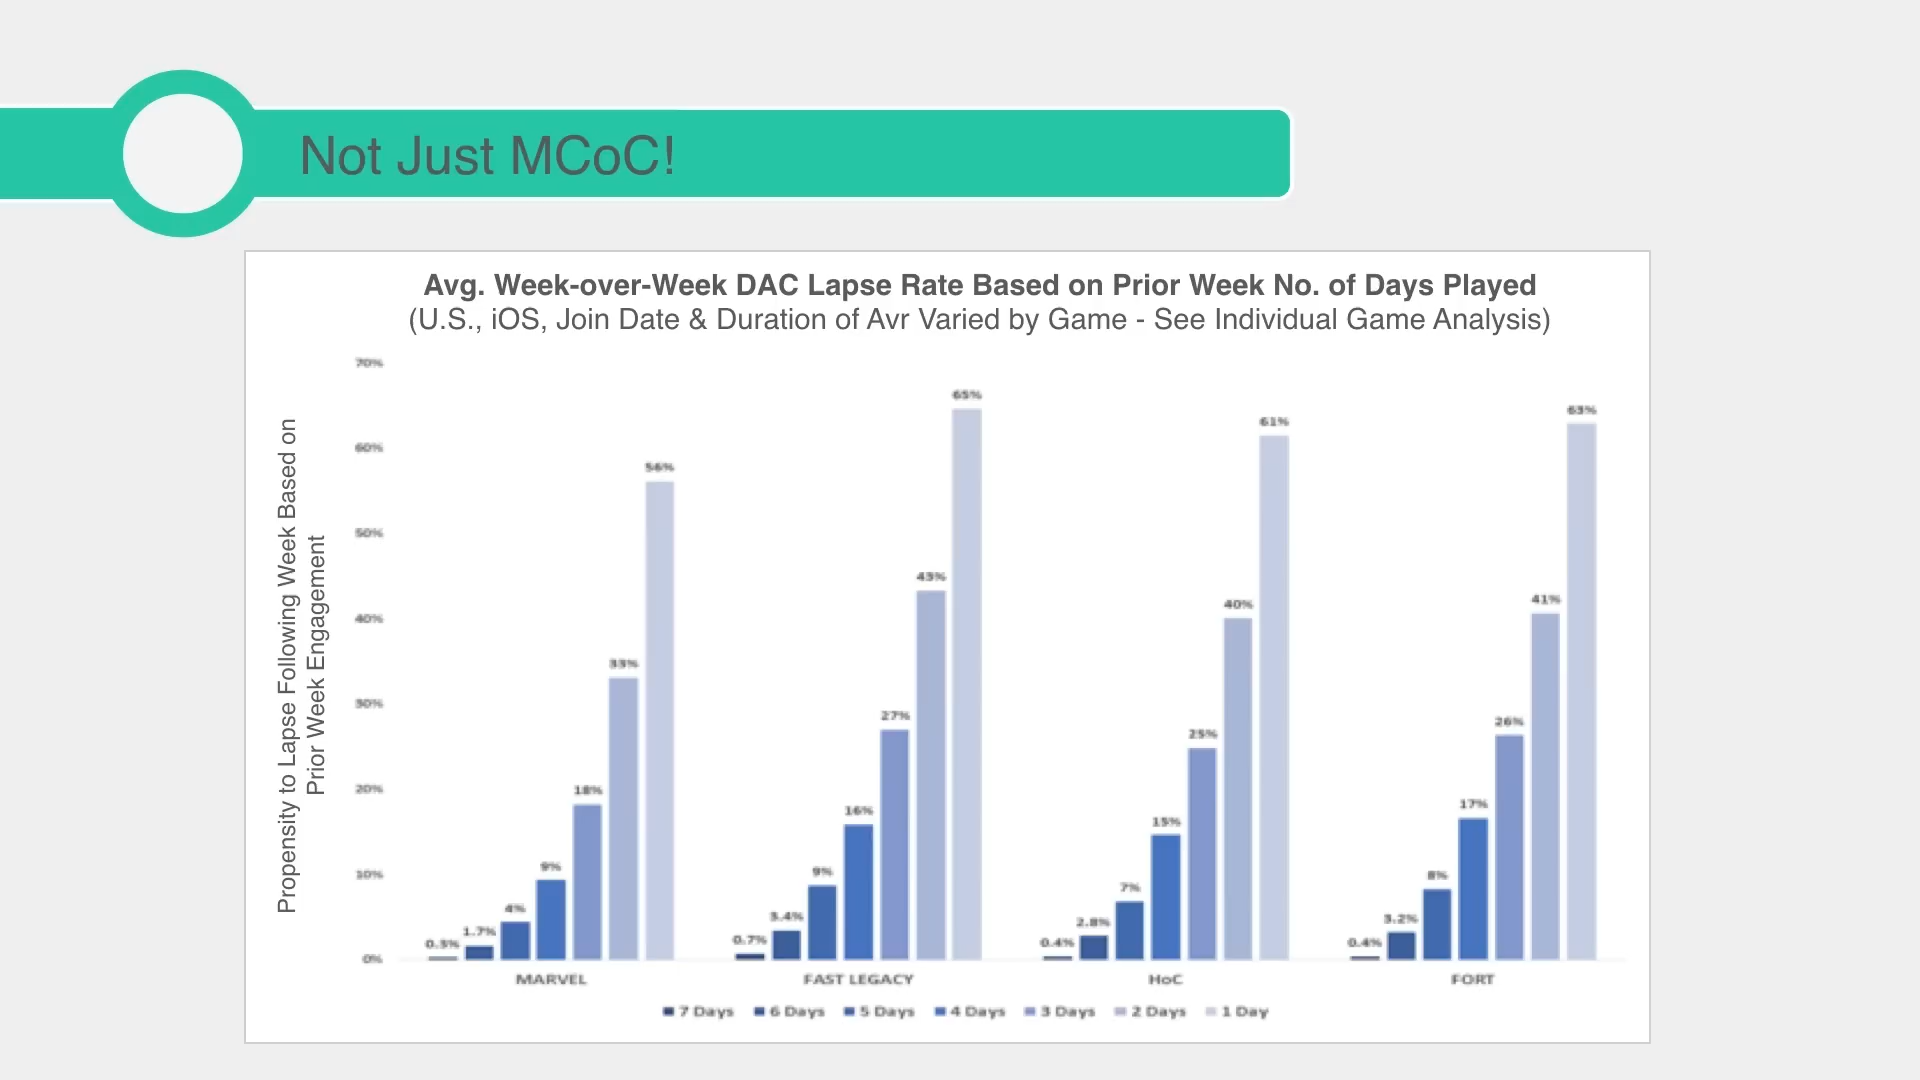 Not Just MCoC!
Avg. Week-over-Week DAC Lapse Rate Based on Prior Week No. of Days Played
(U.S., iOS, Join Date & Duration of Avr Varied by Game - See Individual Game Analysis)
Propensity to Lapse Following Week Based on
Prior Week Engagement
70%
60%
50%
40%
30%
20%
10%
0%
0.3% 1.7% 4% 9% 18% 33% 56%
0.7% 3.4% 9% 16% 27% 43% 65%
0.4% 2.8% 7% 15% 25% 40% 61%
0.4% 3.2% 8% 17% 26% 41% 63%
MARVEL FAST LEGACY HoC FORT
7 Days 6 Days 5 Days 4 Days 3 Days 2 Days 1 Day